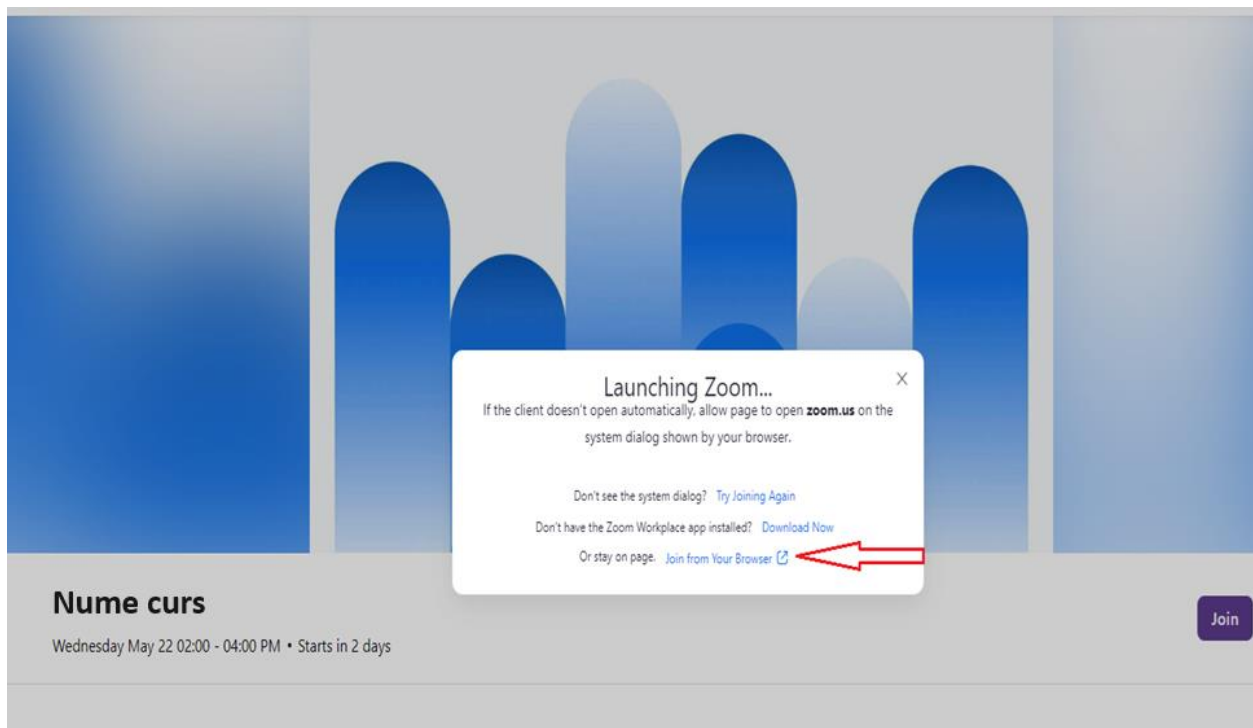 Launching Zoom...
If the client doesn't open automatically, allow page to open zoom.us on the
system dialog shown by your browser.
Don't see the system dialog? Try Joining Again
Don't have the Zoom Workplace app installed? Download Now
Or stay on page. Join from Your Browser
Nume curs
Wednesday May 22 02:00 - 04:00 PM • Starts in 2 days
Join